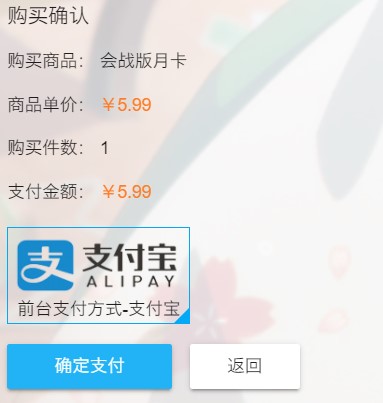 购买确认
购买商品： 会战版月卡
商品单价： ￥5.99
购买件数： 1
支付金额： ￥5.99
支 支付宝
ALIPAY
前台支付方式-支付宝
确定支付 返回